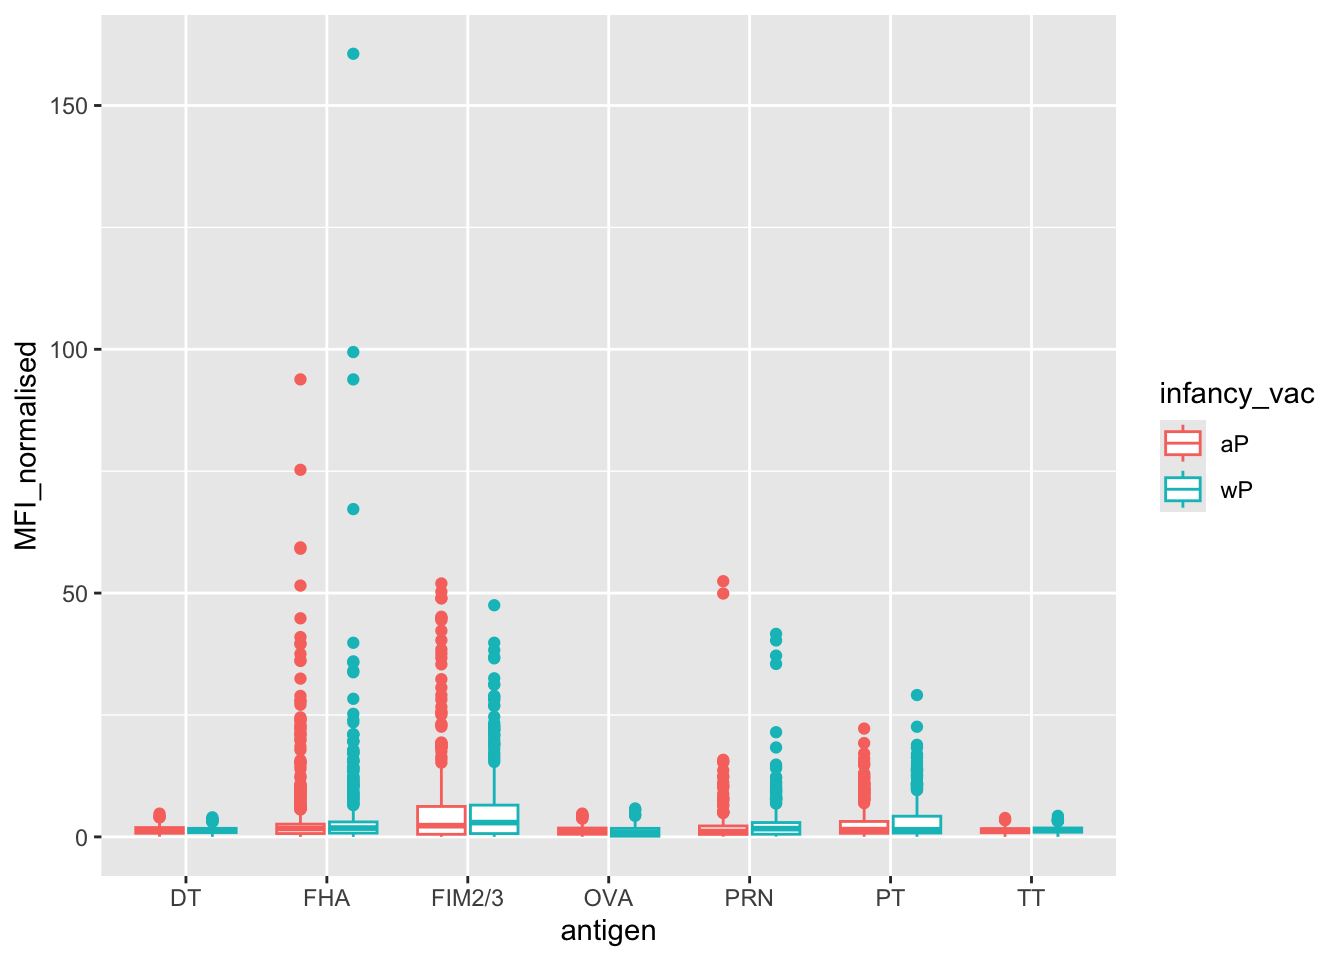 MFI_normalised
150
100
50
0
DT FHA FIM2/3 OVA PRN PT TT
antigen
infancy_vac
aP
wP